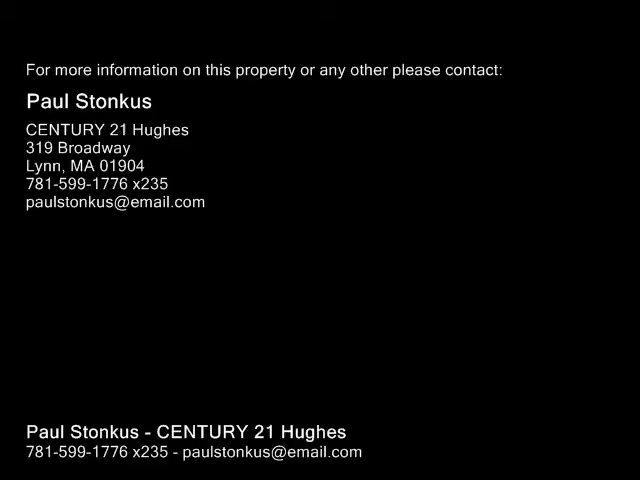 For more information on this property or any other please contact:
Paul Stonkus
CENTURY 21 Hughes
319 Broadway
Lynn, MA 01904
781-599-1776 x235
paulstonkus@email.com
Paul Stonkus - CENTURY 21 Hughes
781-599-1776 x235 - paulstonkus@email.com